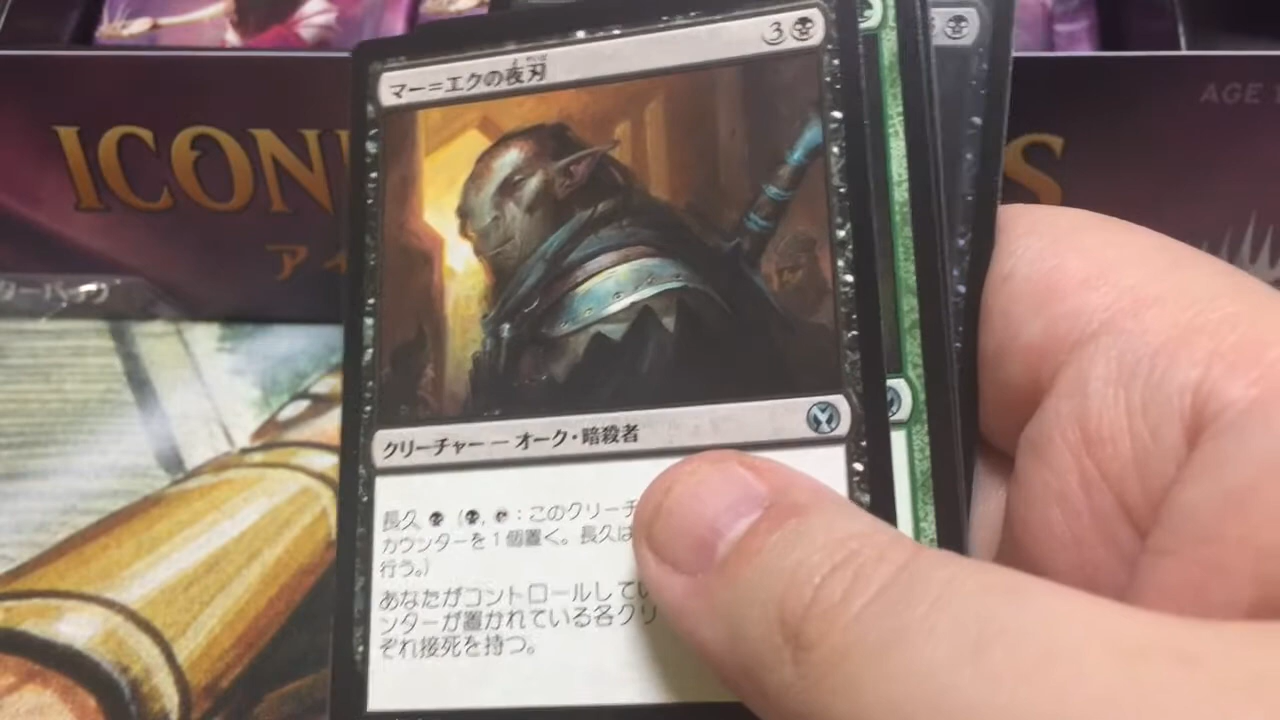 AGE
ICON
S
マー＝エクの夜刃
3
クリーチャー ― オーク・暗殺者
長久 (, : このクリーチ
カウンターを1個置く。長久は
行う。)
あなたがコントロールしてい
ンターが置かれている各クリ
ぞれ接死を持つ。